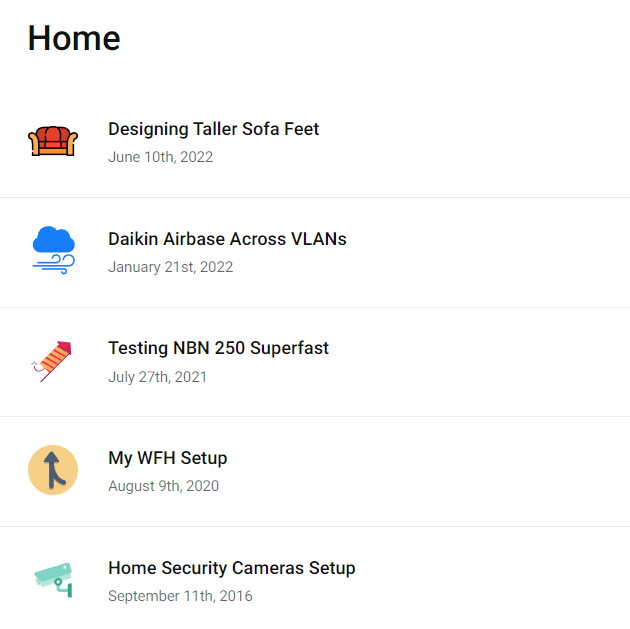 Home
Designing Taller Sofa Feet
June 10th, 2022
Daikin Airbase Across VLANs
January 21st, 2022
Testing NBN 250 Superfast
July 27th, 2021
My WFH Setup
August 9th, 2020
Home Security Cameras Setup
September 11th, 2016